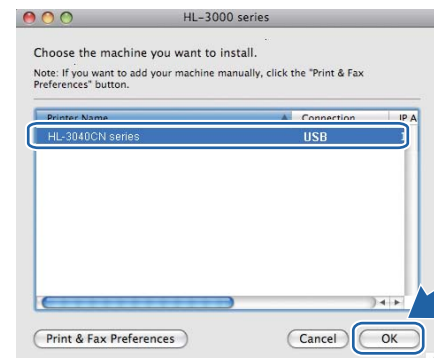 HL-3000 series
Choose the machine you want to install.
Note: If you want to add your machine manually, click the "Print & Fax
Preferences" button.
Printer Name Connection IP A
HL-3040CN series USB
Print & Fax Preferences Cancel OK